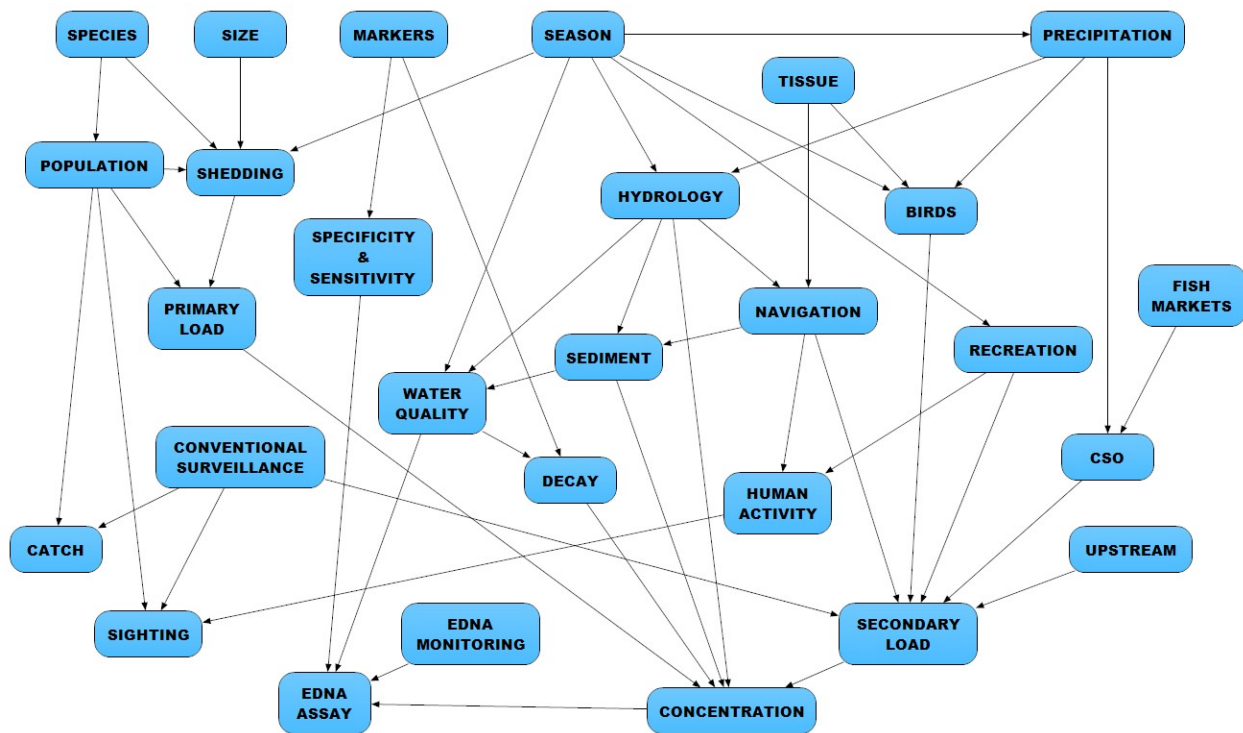 SPECIES
SIZE
MARKERS
SEASON
PRECIPITATION
TISSUE
POPULATION
SHEDDING
HYDROLOGY
BIRDS
SPECIFICITY
&
SENSITIVITY
FISH
MARKETS
PRIMARY
LOAD
NAVIGATION
SEDIMENT
RECREATION
WATER
QUALITY
CONVENTIONAL
SURVEILLANCE
CSO
DECAY
HUMAN
ACTIVITY
CATCH
UPSTREAM
SIGHTING
EDNA
MONITORING
SECONDARY
LOAD
EDNA
ASSAY
CONCENTRATION